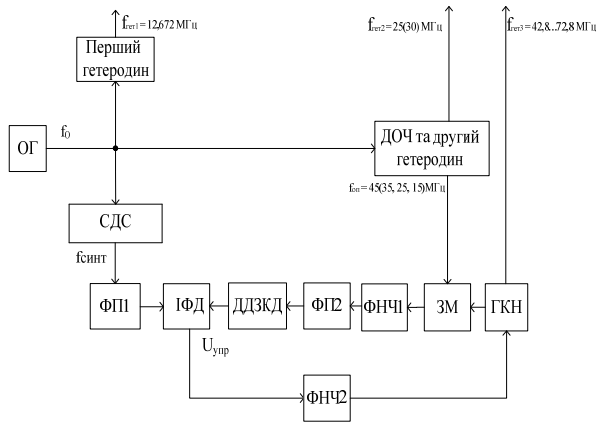 fгет1=12,672 МГц
fгет2=25(30) МГц
fгет3=42,8..72,8 МГц
Перший
гетеродин
ОГ
fО
ДОЧ та другий
гетеродин
fоп=45(35, 25, 15)МГц
СДС
fсинт
ФП1
ІФД
ДДЗКД
ФП2
ФНЧ1
ЗМ
ГКН
Uупр
ФНЧ2